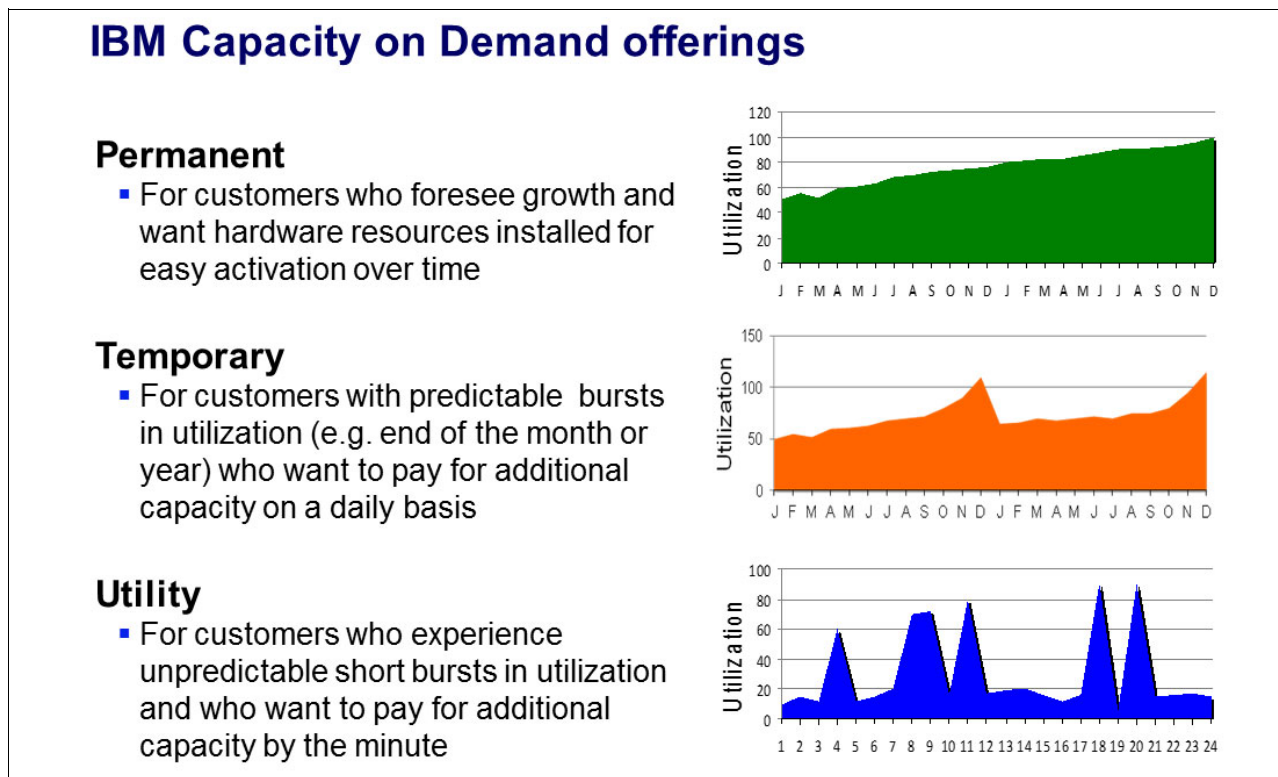 IBM Capacity on Demand offerings
Permanent
▪ For customers who foresee growth and
want hardware resources installed for
easy activation over time
Utilization
120
100
80
60
40
20
0
J F M A M J J A S O N D J F M A M J J A S O N D
Temporary
▪ For customers with predictable bursts
in utilization (e.g. end of the month or
year) who want to pay for additional
capacity on a daily basis
Utilization
150
100
50
0
J F M A M J J A S O N D J F M A M J J A S O N D
Utility
▪ For customers who experience
unpredictable short bursts in utilization
and who want to pay for additional
capacity by the minute
Utilization
100
80
60
40
20
0
1 2 3 4 5 6 7 8 9 10 11 12 13 14 15 16 17 18 19 20 21 22 23 24